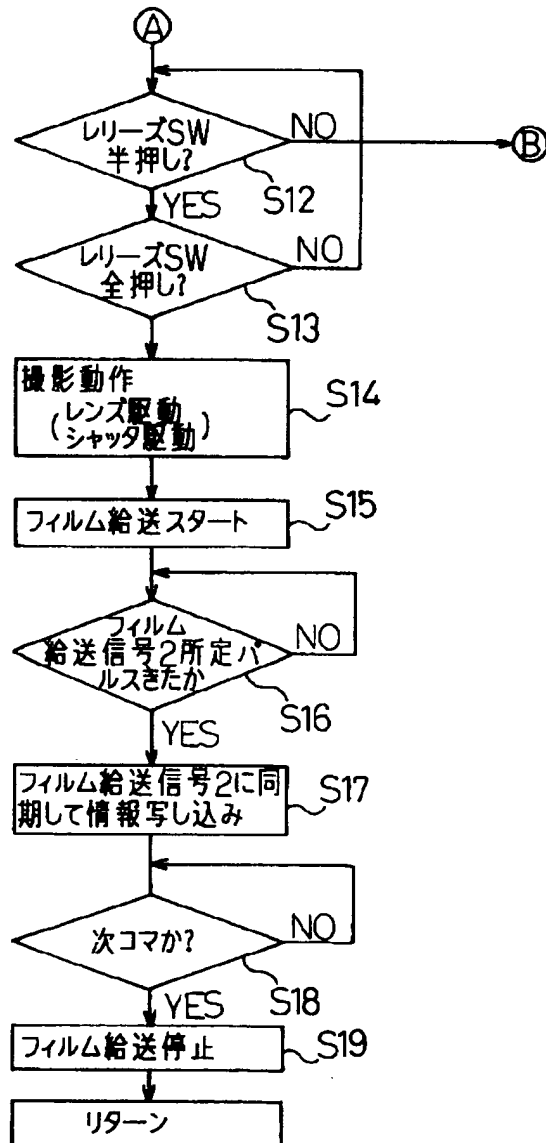 A
レリーズSW
半押し?
NO
B
S12
YES
レリーズSW
全押し?
NO
S13
撮影動作
(レンズ駆動
シャッタ駆動)
S14
フィルム給送スタート
S15
フィルム
給送信号2所定パ
ルスきたか
NO
S16
YES
フィルム給送信号2に同
期して情報写し込み
S17
次コマか?
NO
S18
YES
フィルム給送停止
S19
リターン